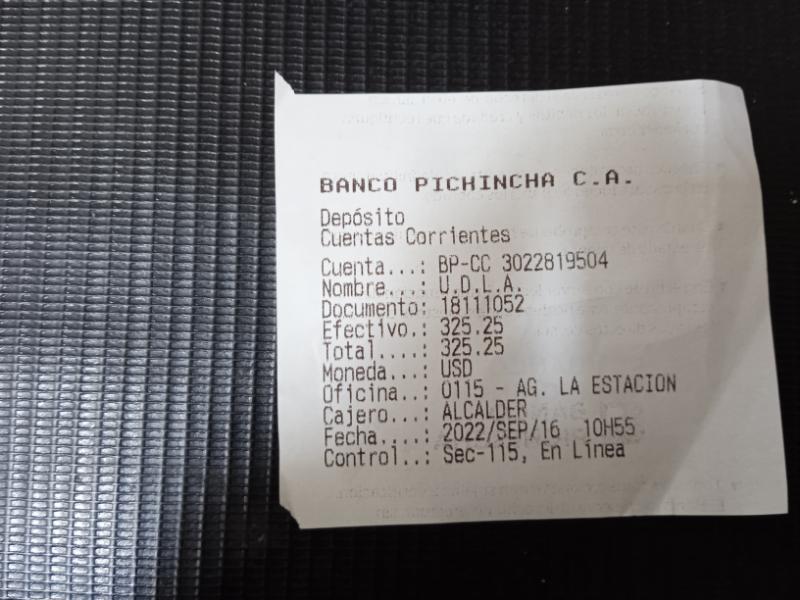 BANCO PICHINCHA C.A.
Depósito
Cuentas Corrientes
Cuenta...: BP-CC 3022819504
Nombre...: U.D.L.A.
Documento: 18111052
Efectivo.: 325.25
Total....: 325.25
Moneda...: USD
Oficina..: 0115 - AG. LA ESTACION
Cajero...: ALCALDER
Fecha....: 2022/SEP/16 10H55
Control..: Sec-115, En Línea